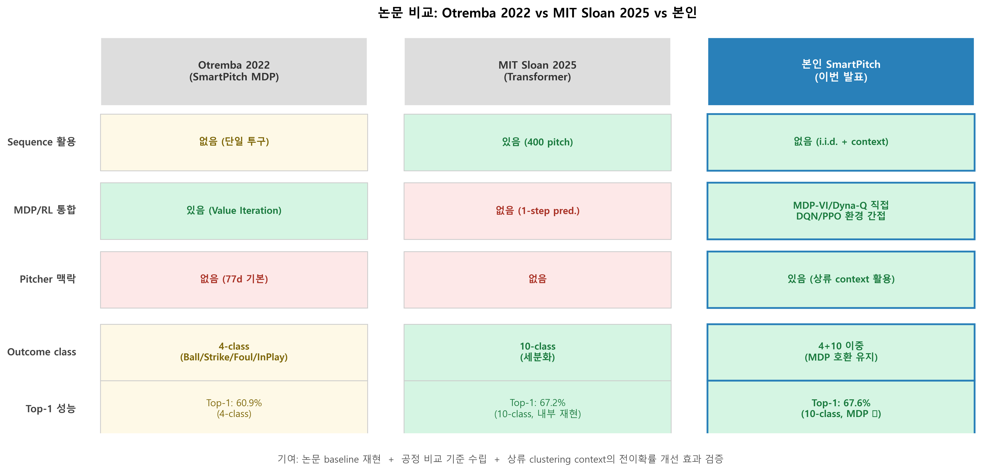 논문 비교: Otremba 2022 vs MIT Sloan 2025 vs 본인
Otremba 2022
(SmartPitch MDP)
MIT Sloan 2025
(Transformer)
본인 SmartPitch
(이번 발표)
Sequence 활용
없음 (단일 투구)
있음 (400 pitch)
없음 (i.i.d. + context)
MDP/RL 통합
있음 (Value Iteration)
없음 (1-step pred.)
MDP-VI/Dyna-Q 직접
DQN/PPO 환경 간접
Pitcher 맥락
없음 (77d 기본)
없음
있음 (상류 context 활용)
Outcome class
4-class
(Ball/Strike/Foul/InPlay)
10-class
(세분화)
4+10 이중
(MDP 호환 유지)
Top-1 성능
Top-1: 60.9%
(4-class)
Top-1: 67.2%
(10-class, 내부 재현)
Top-1: 67.6%
(10-class, MDP ▯)
기여: 논문 baseline 재현 + 공정 비교 기준 수립 + 상류 clustering context의 전이확률 개선 효과 검증